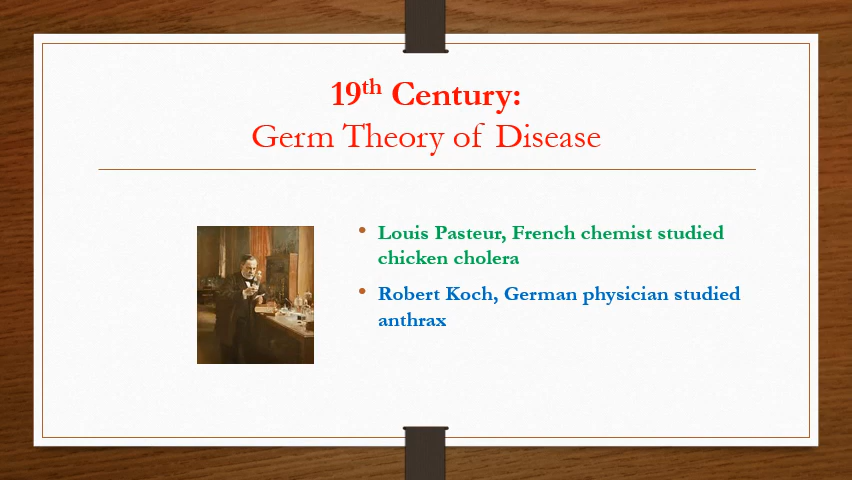 19th Century:
Germ Theory of Disease
• Louis Pasteur, French chemist studied
chicken cholera
• Robert Koch, German physician studied
anthrax